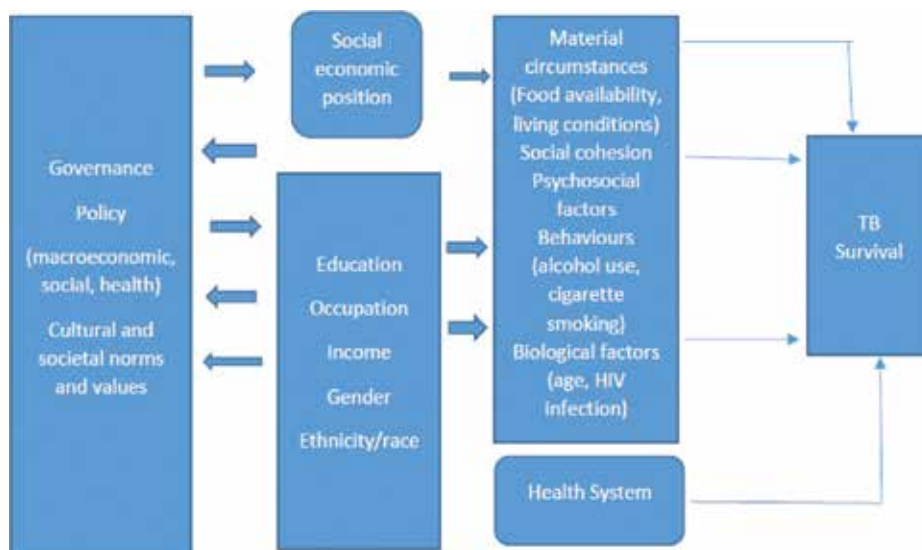 Governance
Policy
(macroeconomic,
social, health)
Cultural and
societal norms
and values
Social
economic
position
Education
Occupation
Income
Gender
Ethnicity/race
Material
circumstances
(Food availability,
living conditions)
Social cohesion
Psychosocial
factors
Behaviours
(alcohol use,
cigarette
smoking)
Biological factors
(age, HIV
infection)
Health System
TB
Survival